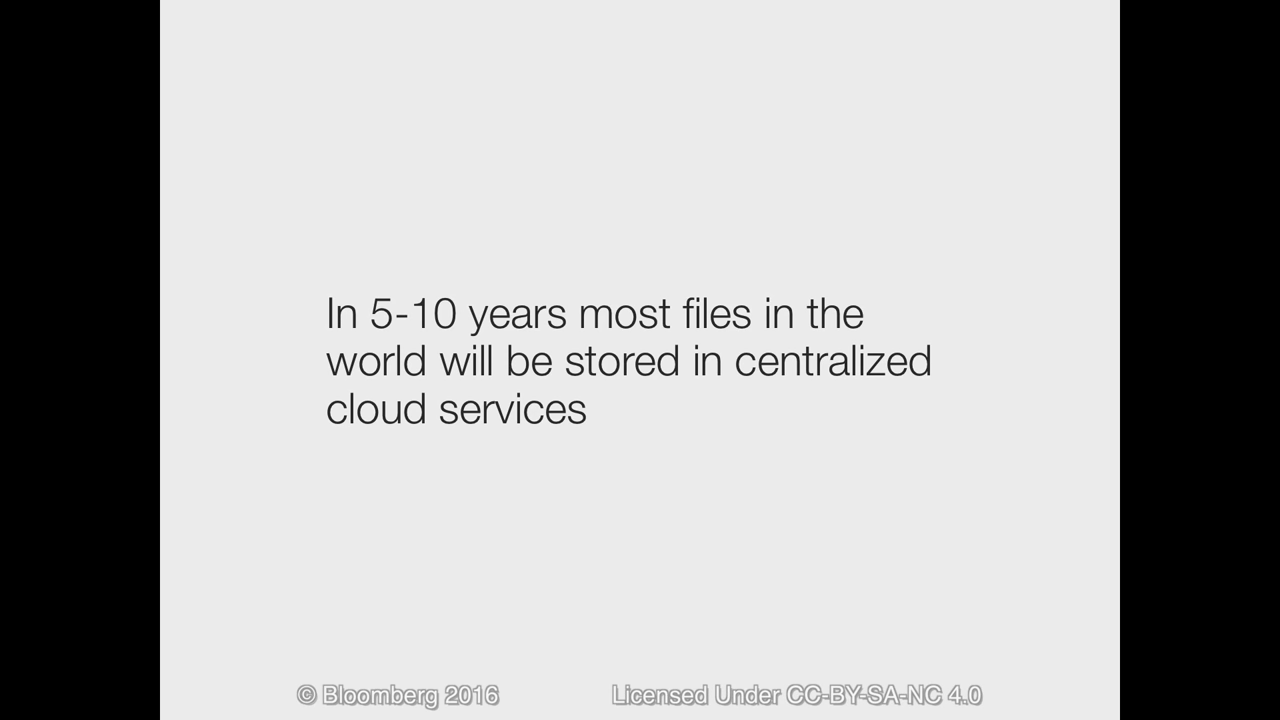 In 5-10 years most files in the
world will be stored in centralized
cloud services
© Bloomberg 2016 Licensed Under CC-BY-SA-NC 4.0